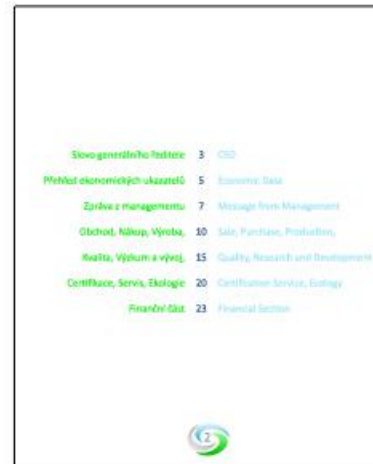 Slovo generálního ředitele 3 CEO
Přehled ekonomických ukazatelů 5 Economic Data
Zpráva z managementu 7 Message from Management
Obchod, Nákup, Výroba, 10 Sale, Purchase, Production,
Kvalita, Výzkum a vývoj, 15 Quality, Research and Development
Certifikace, Servis, Ekologie 20 Certification Service, Ecology
Finanční část 23 Financial Section
2